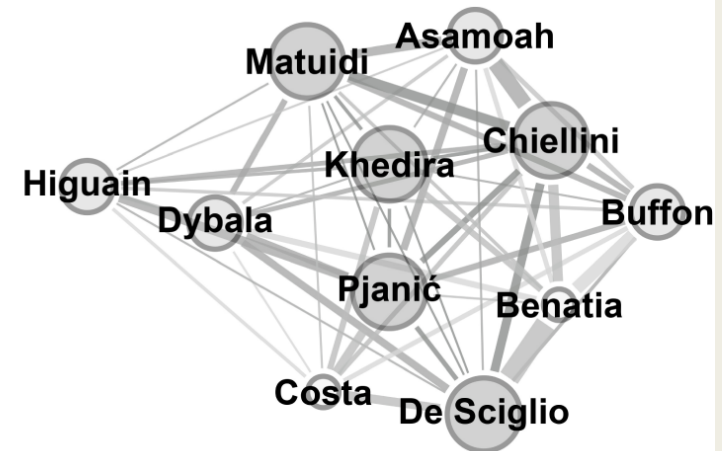 Asamoah
Matuidi
Chiellini
Khedira
Higuain
Dybala
Buffon
Pjanić
Benatia
Costa
De Sciglio